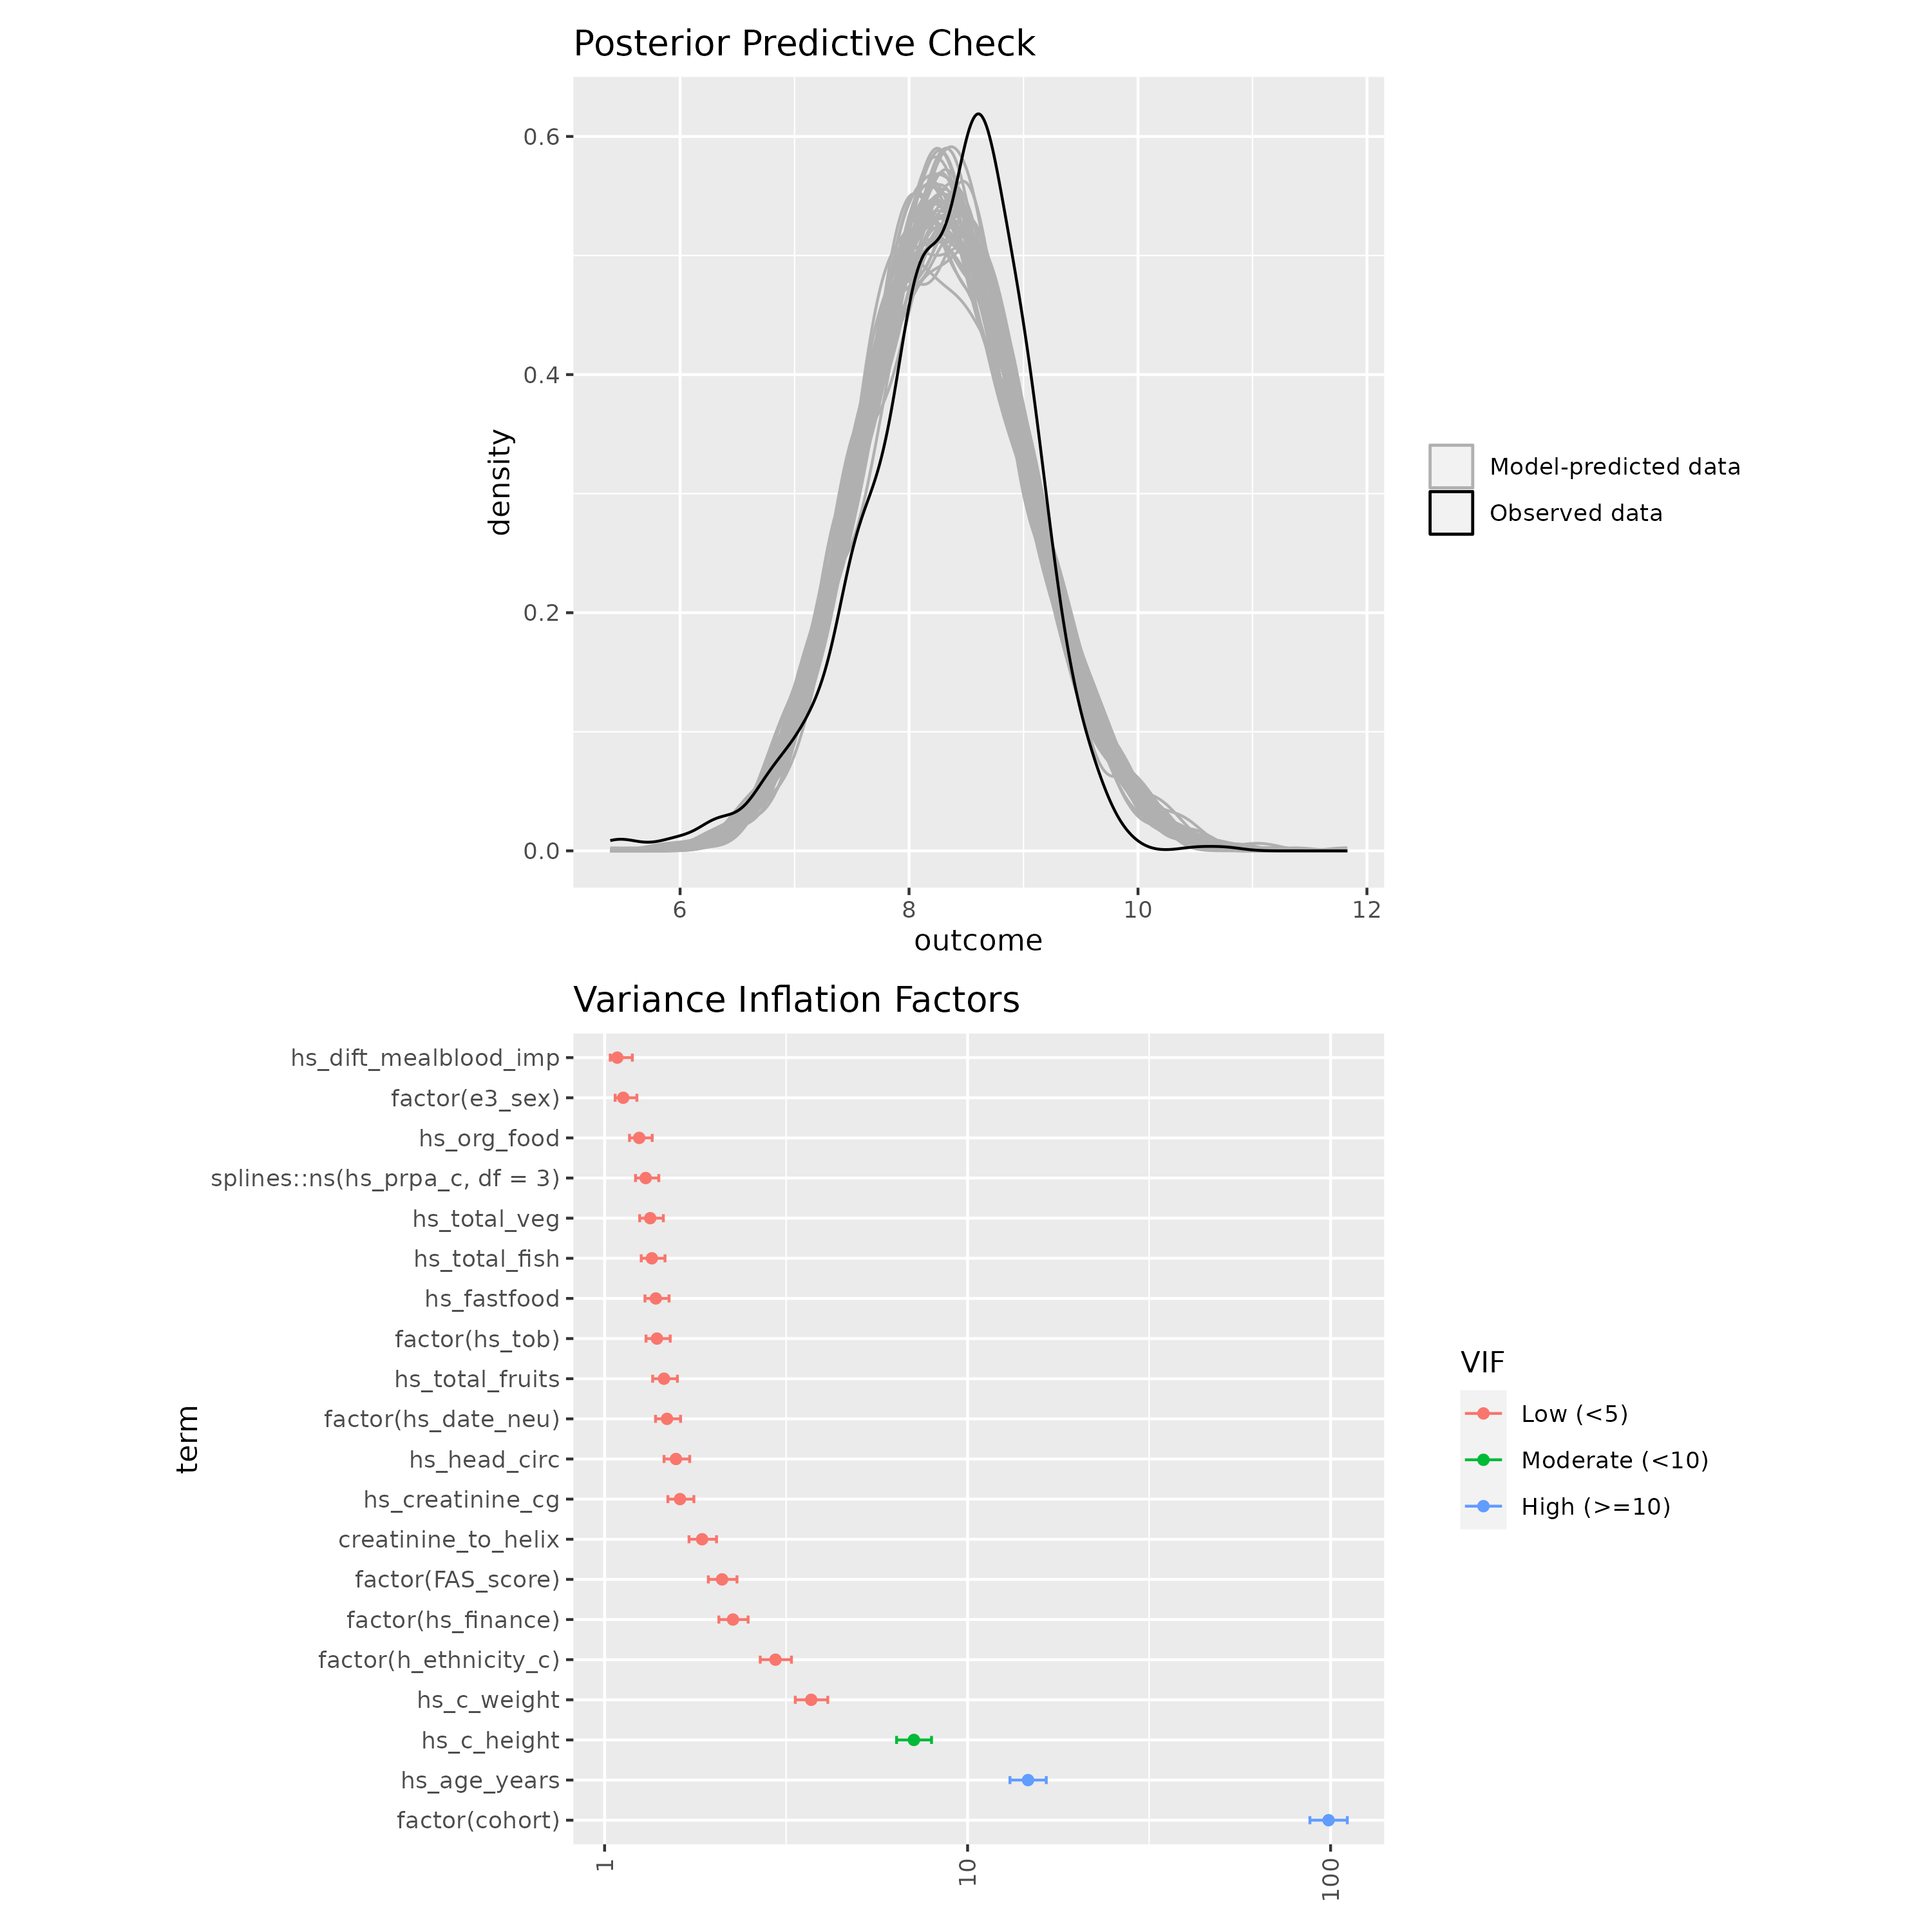 Posterior Predictive Check
0.6
0.4
0.2
0.0
density
6
8
10
12
outcome
Model-predicted data
Observed data
Variance Inflation Factors
hs_dift_mealblood_imp
factor(e3_sex)
hs_org_food
splines::ns(hs_prpa_c, df = 3)
hs_total_veg
hs_total_fish
hs_fastfood
factor(hs_tob)
hs_total_fruits
factor(hs_date_neu)
hs_head_circ
hs_creatinine_cg
creatinine_to_helix
factor(FAS_score)
factor(hs_finance)
factor(h_ethnicity_c)
hs_c_weight
hs_c_height
hs_age_years
factor(cohort)
term
1
10
100
VIF
Low (<5)
Moderate (<10)
High (>=10)